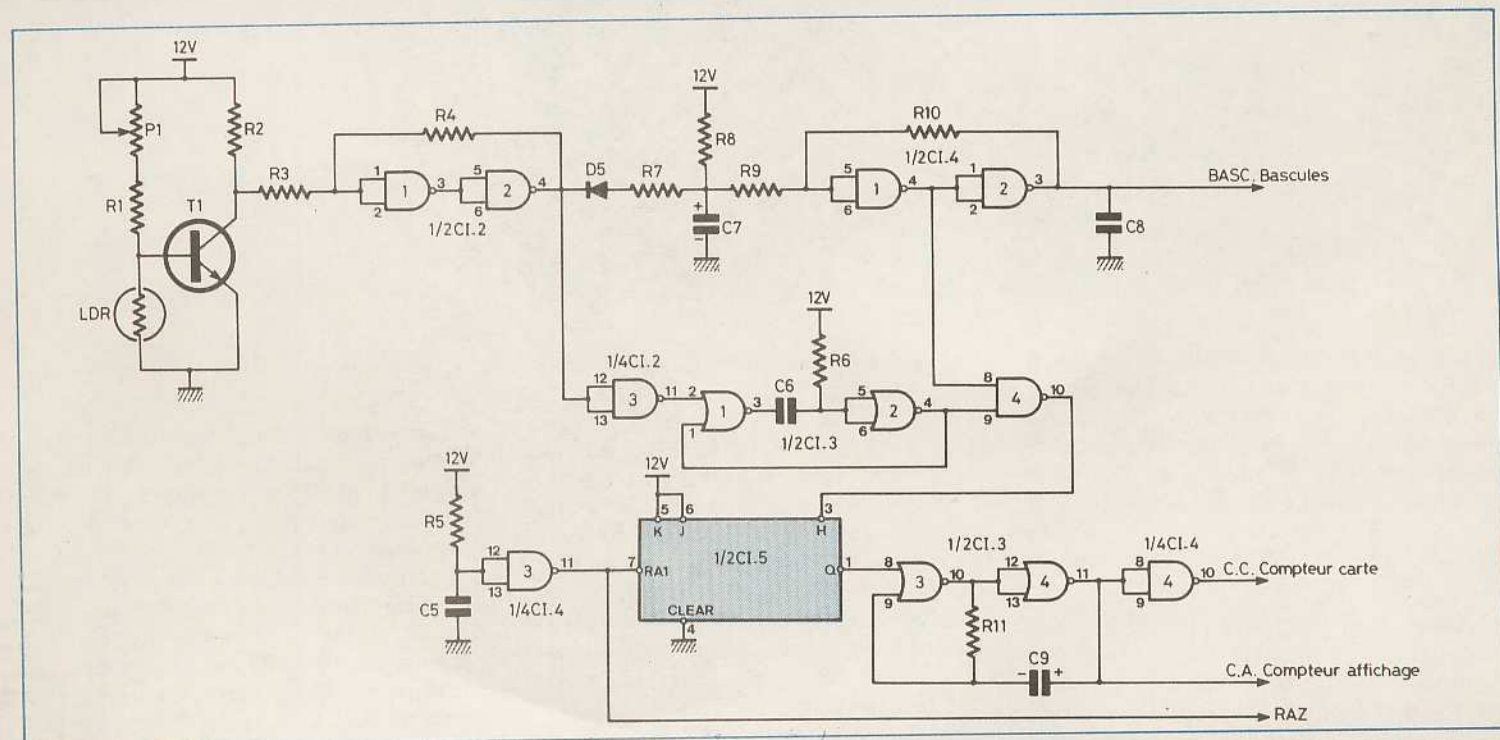 12V
P1
R2
R1
T1
LDR
R3
R4
1
2
1
3
5
6
2
4
1/2CI.2
D5
R7
12V
R8
R9
+
-
C7
R10
1/2CI.4
5
6
1
4
1
2
2
3
BASC. Bascules
C8
1/4CI.2
12
13
3
11
2
1
1
3
C6
12V
R6
5
6
2
4
1/2CI.3
8
9
4
10
12V
R5
C5
12
13
3
11
1/4CI.4
12V
5
6
3
K
J
H
1/2CI.5
7
RA1
Q
1
CLEAR
4
1/2CI.3
8
9
3
10
12
13
4
11
1/4CI.4
8
9
4
10
C.C. Compteur carte
R11
- C9 +
C.A. Compteur affichage
RAZ